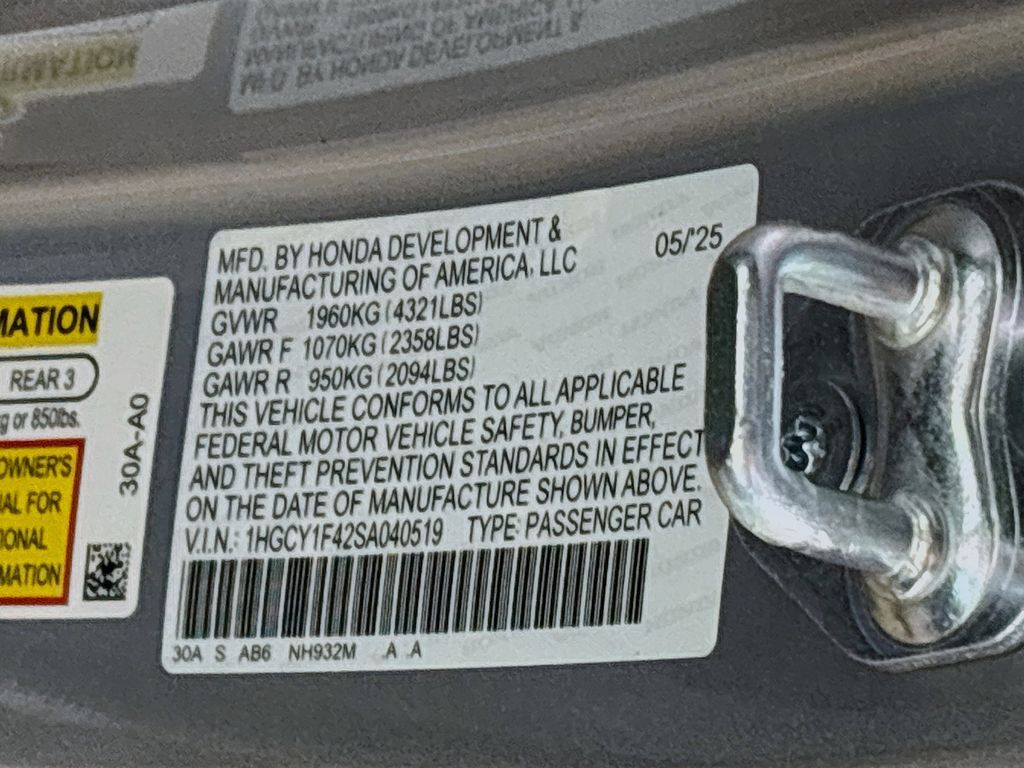 MATION
REAR 3
g or 850lbs.
OWNER'S
AL FOR
IONAL
MATION
30A-A0
MFD. BY HONDA DEVELOPMENT &
MANUFACTURING OF AMERICA, LLC
05/'25
GVWR 1960KG (4321LBS)
GAWR F 1070KG (2358LBS)
GAWR R 950KG (2094LBS)
THIS VEHICLE CONFORMS TO ALL APPLICABLE
FEDERAL MOTOR VEHICLE SAFETY, BUMPER,
AND THEFT PREVENTION STANDARDS IN EFFECT
ON THE DATE OF MANUFACTURE SHOWN ABOVE.
V.I.N.: 1HGCY1F42SA040519 TYPE: PASSENGER CAR
30A S AB6 NH932M .A .A